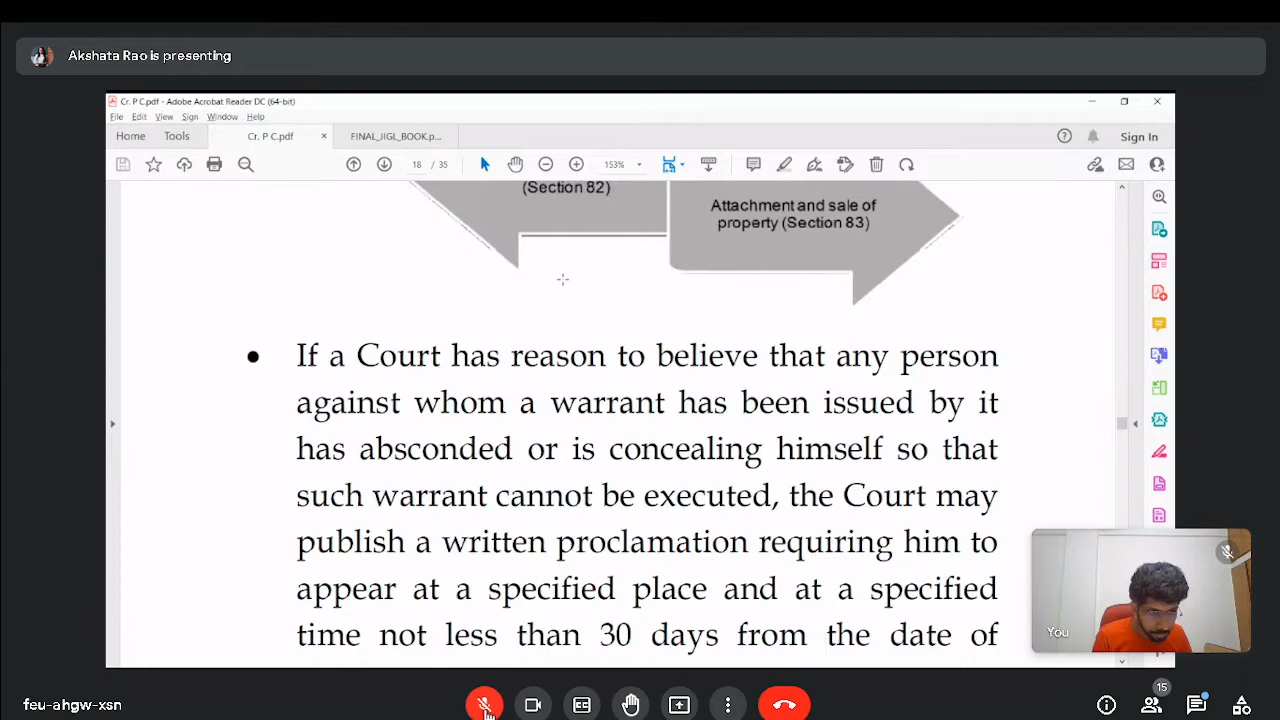 Akshata Rao is presenting
Cr. P C.pdf - Adobe Acrobat Reader DC (64-bit)
File Edit View Sign Window Help
Home Tools Cr. P C.pdf × FINAL_JIGL_BOOK.p... Sign In
18 / 35 153%
(Section 82)
Attachment and sale of
property (Section 83)
• If a Court has reason to believe that any person
against whom a warrant has been issued by it
has absconded or is concealing himself so that
such warrant cannot be executed, the Court may
publish a written proclamation requiring him to
appear at a specified place and at a specified
time not less than 30 days from the date of
You
feu-ahgw-xsn
15